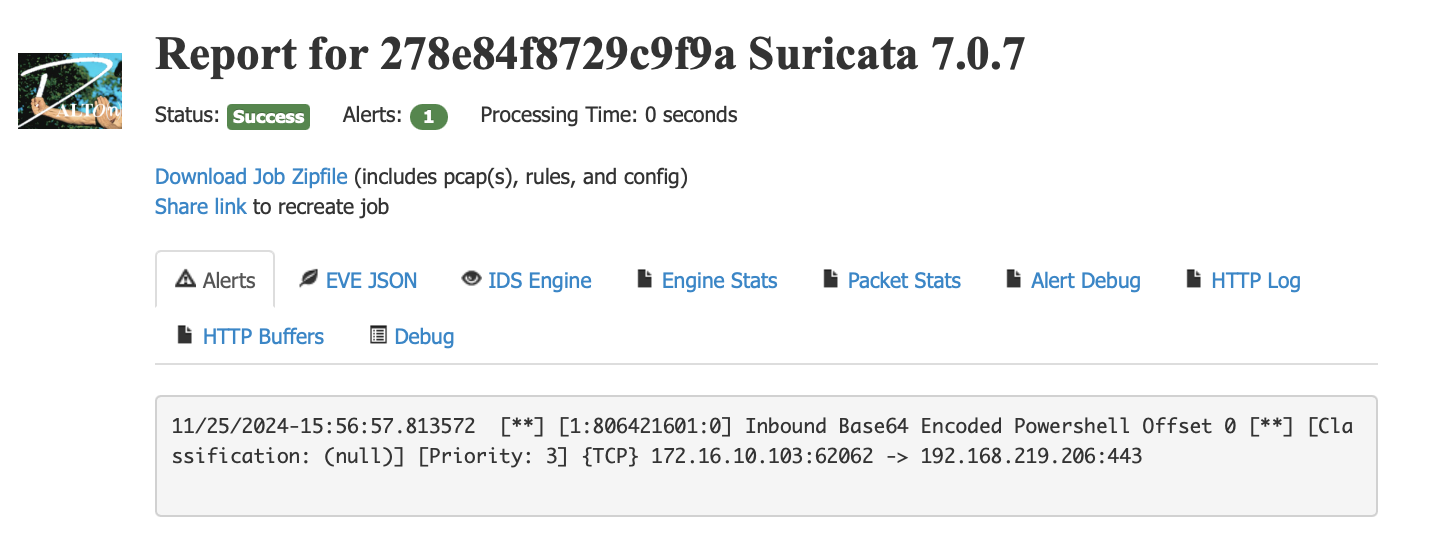 Report for 278e84f8729c9f9a Suricata 7.0.7
DALTON
Status: Success Alerts: 1 Processing Time: 0 seconds
Download Job Zipfile (includes pcap(s), rules, and config)
Share link to recreate job
Alerts EVE JSON IDS Engine Engine Stats Packet Stats Alert Debug HTTP Log
HTTP Buffers Debug
11/25/2024-15:56:57.813572  [**] [1:806421601:0] Inbound Base64 Encoded Powershell Offset 0 [**] [Cla
ssification: (null)] [Priority: 3] {TCP} 172.16.10.103:62062 -> 192.168.219.206:443